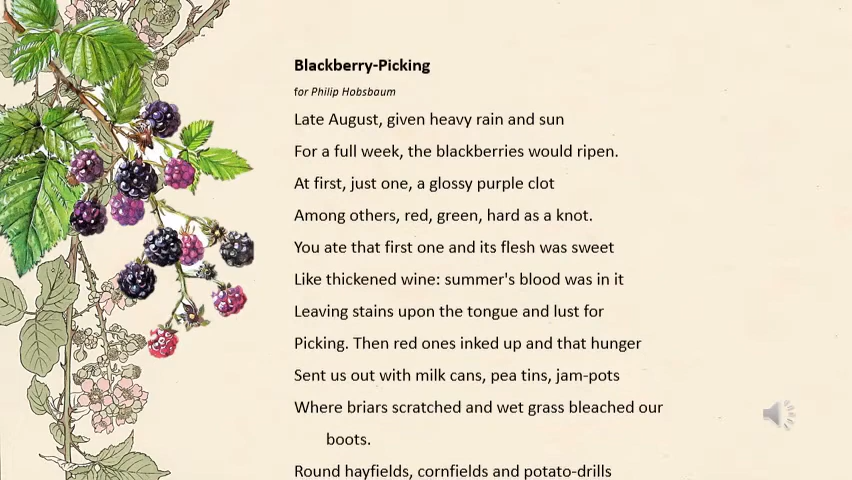 Blackberry-Picking
for Philip Hobsbaum
Late August, given heavy rain and sun
For a full week, the blackberries would ripen.
At first, just one, a glossy purple clot
Among others, red, green, hard as a knot.
You ate that first one and its flesh was sweet
Like thickened wine: summer's blood was in it
Leaving stains upon the tongue and lust for
Picking. Then red ones inked up and that hunger
Sent us out with milk cans, pea tins, jam-pots
Where briars scratched and wet grass bleached our
boots.
Round hayfields, cornfields and potato-drills